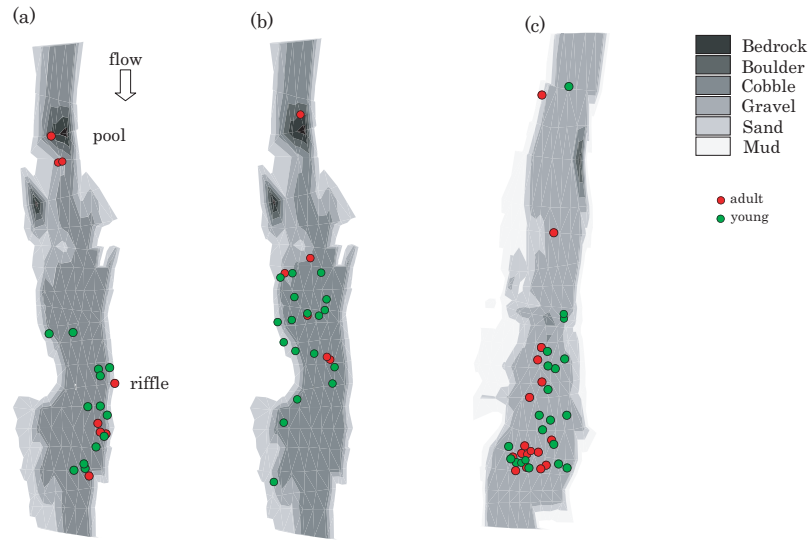 (a)
(b)
(c)
flow
pool
riffle
Bedrock
Boulder
Cobble
Gravel
Sand
Mud
adult
young